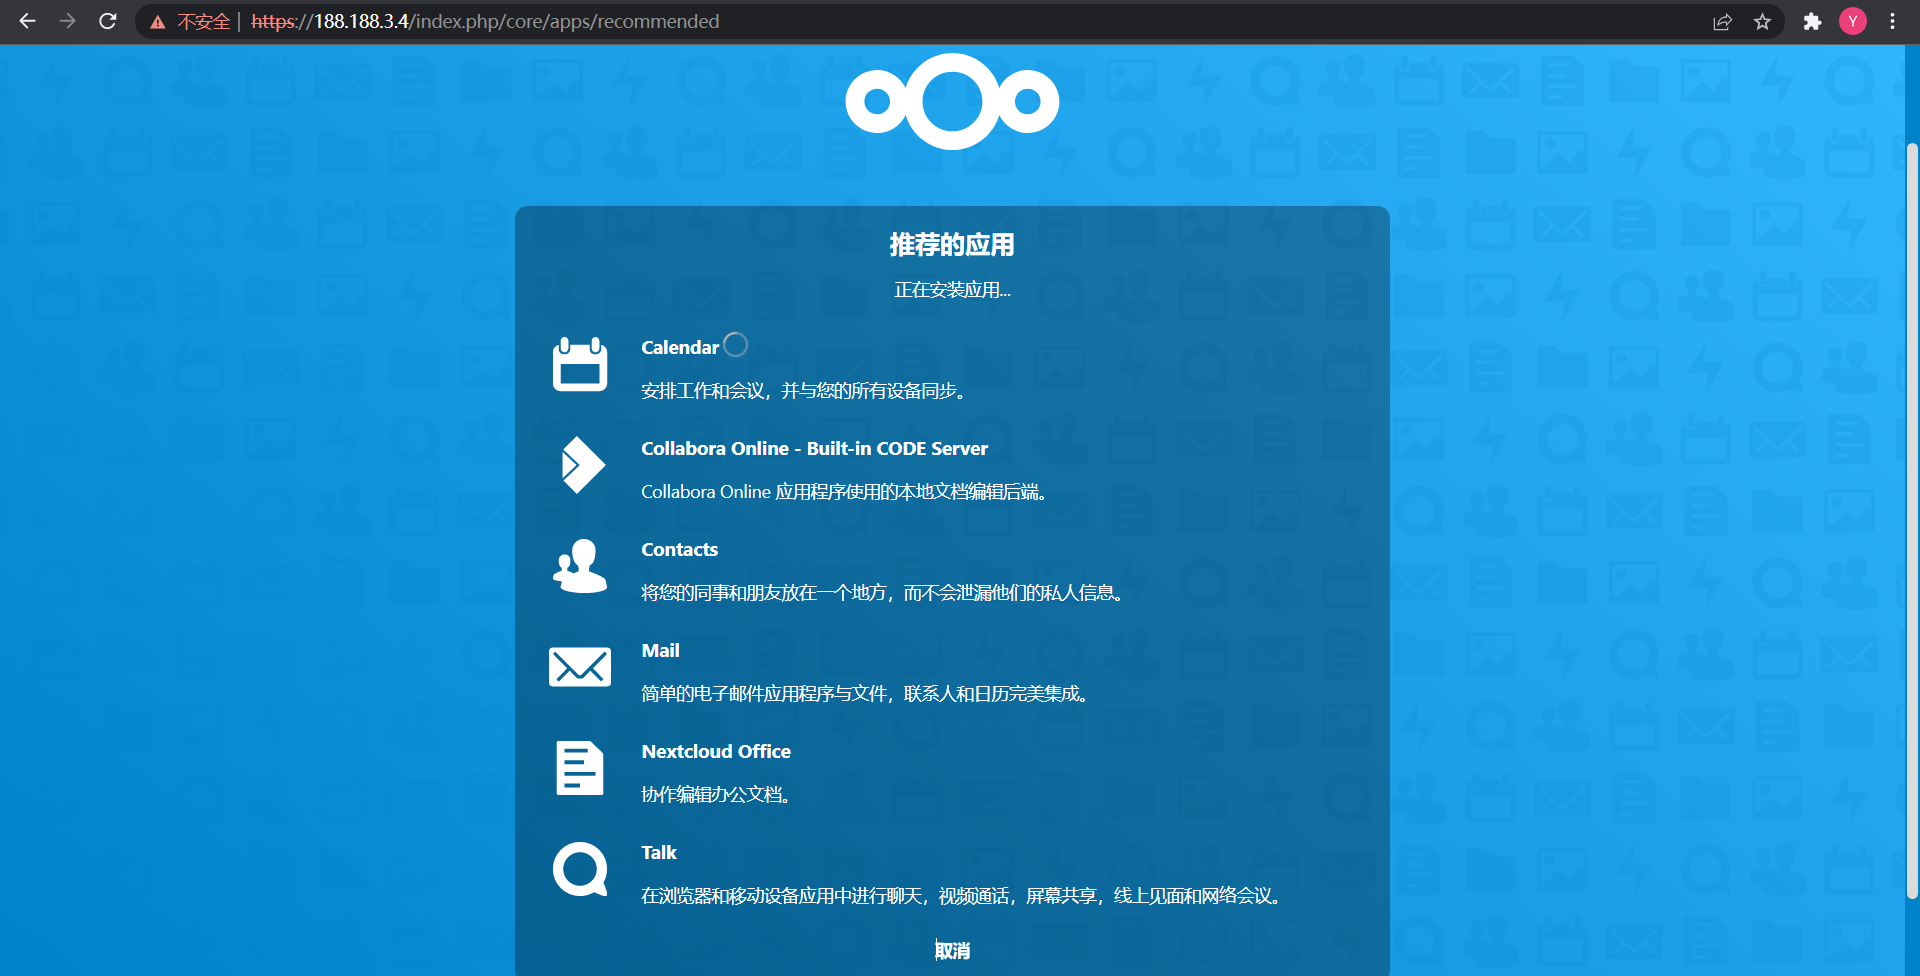 不安全 | https://188.188.3.4/index.php/core/apps/recommended
Y
推荐的应用
正在安装应用...
Calendar
安排工作和会议，并与您的所有设备同步。
Collabora Online - Built-in CODE Server
Collabora Online 应用程序使用的本地文档编辑后端。
Contacts
将您的同事和朋友放在一个地方，而不会泄漏他们的私人信息。
Mail
简单的电子邮件应用程序与文件，联系人和日历完美集成。
Nextcloud Office
协作编辑办公文档。
Talk
在浏览器和移动设备应用中进行聊天，视频通话，屏幕共享，线上见面和网络会议。
取消